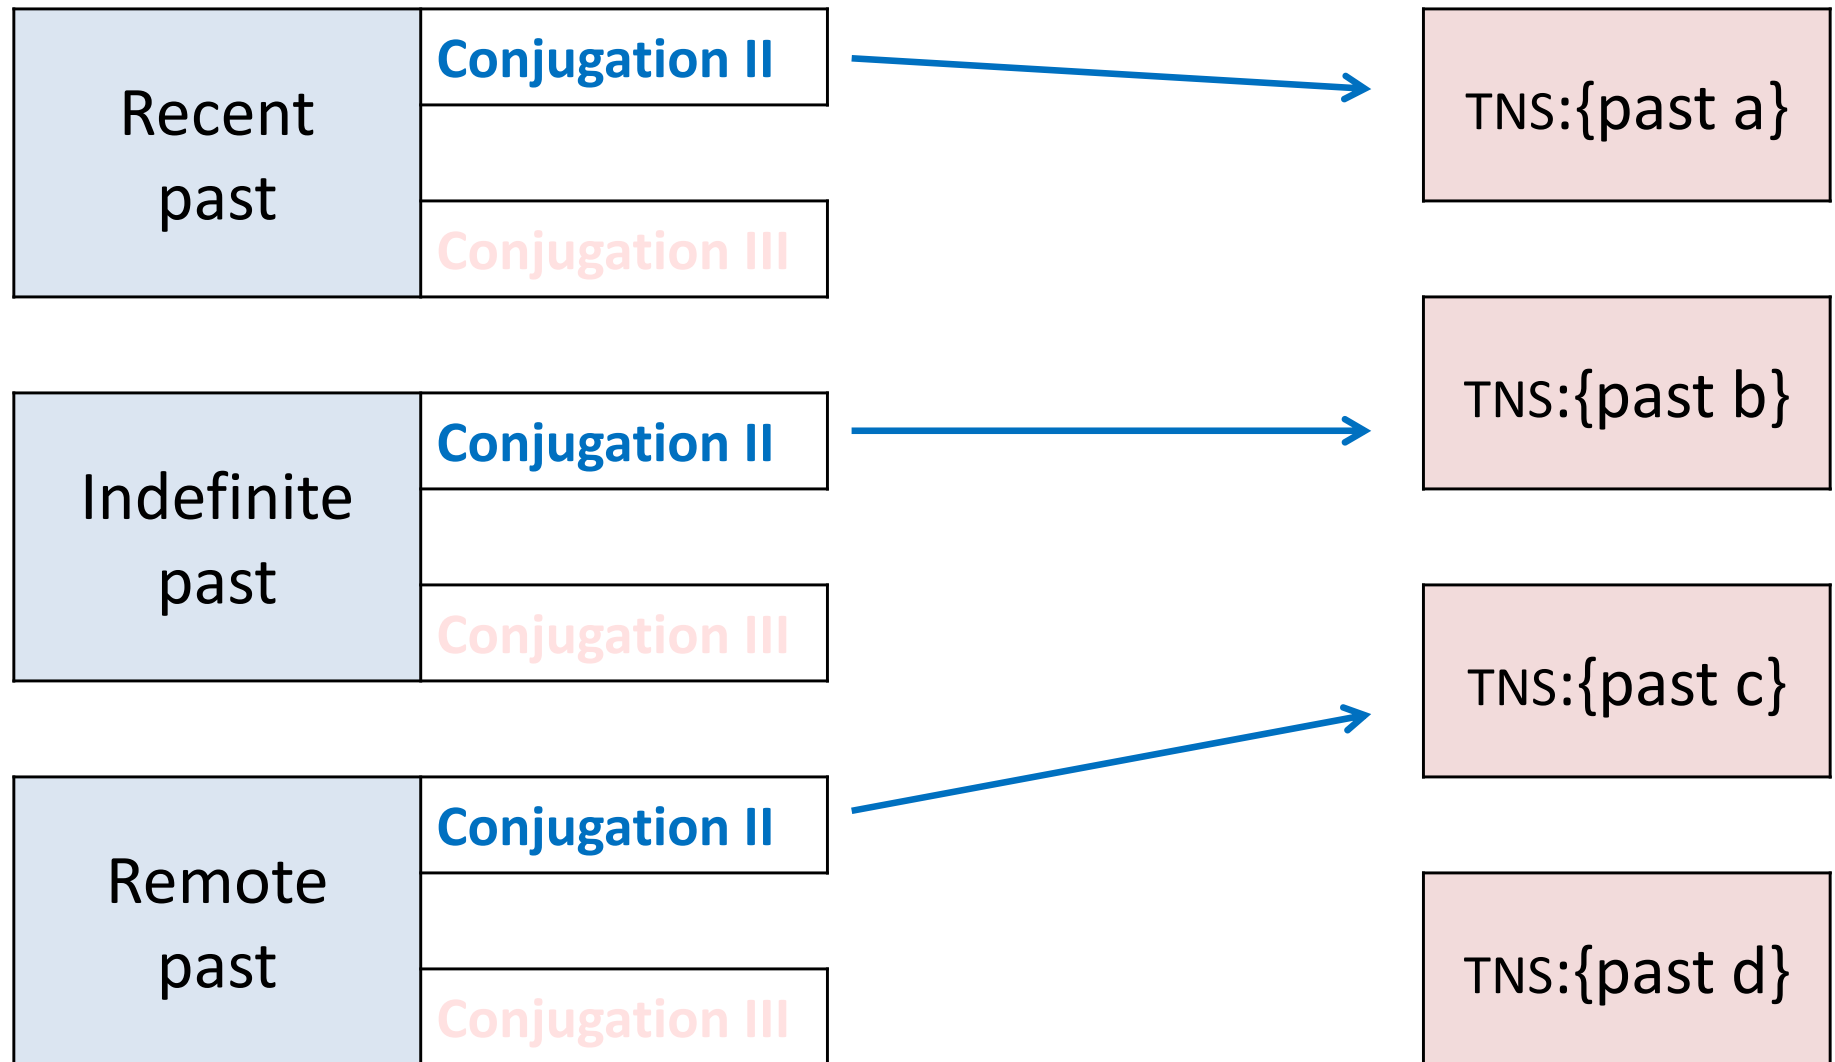 Recent
past
Conjugation II
Conjugation III
TNS:{past a}
Indefinite
past
Conjugation II
Conjugation III
TNS:{past b}
Remote
past
Conjugation II
Conjugation III
TNS:{past c}
TNS:{past d}